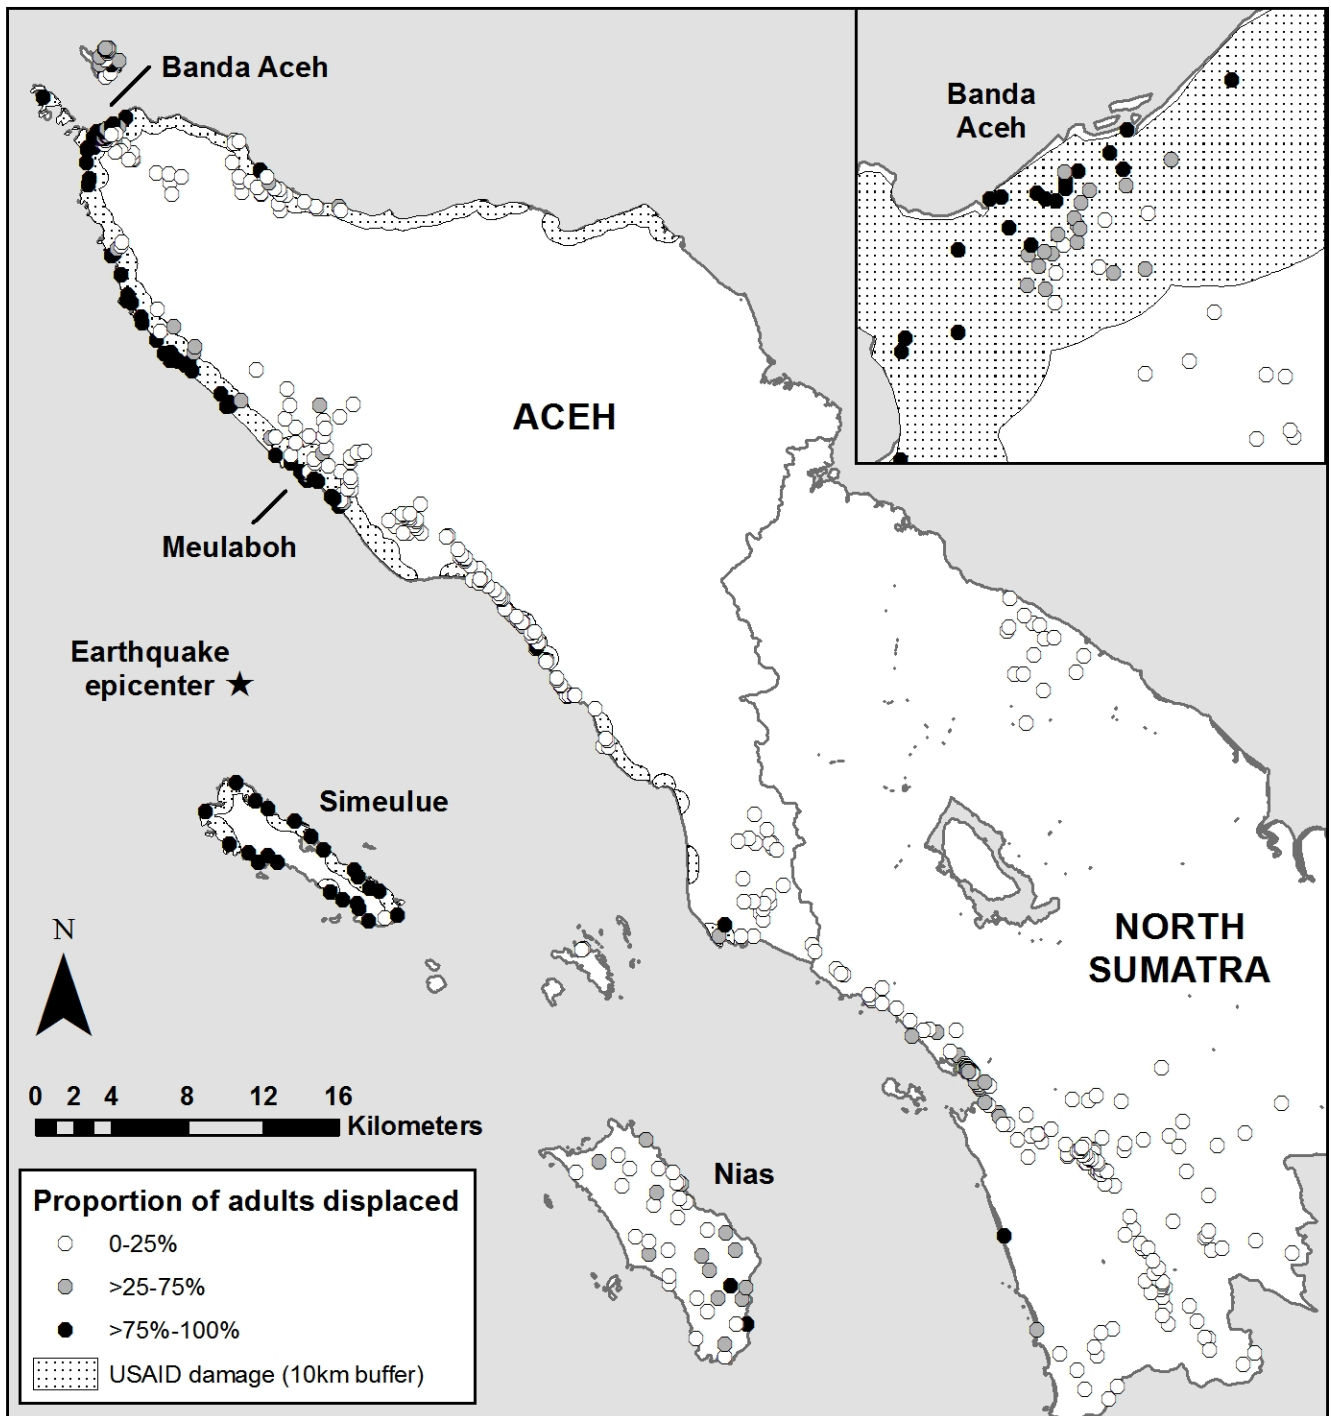 Banda Aceh
Banda
Aceh
ACEH
Meulaboh
Earthquake
epicenter
Simeulue
N
NORTH
SUMATRA
0 2 4 8 12 16
Kilometers
Nias
Proportion of adults displaced
0-25%
>25-75%
>75%-100%
USAID damage (10km buffer)